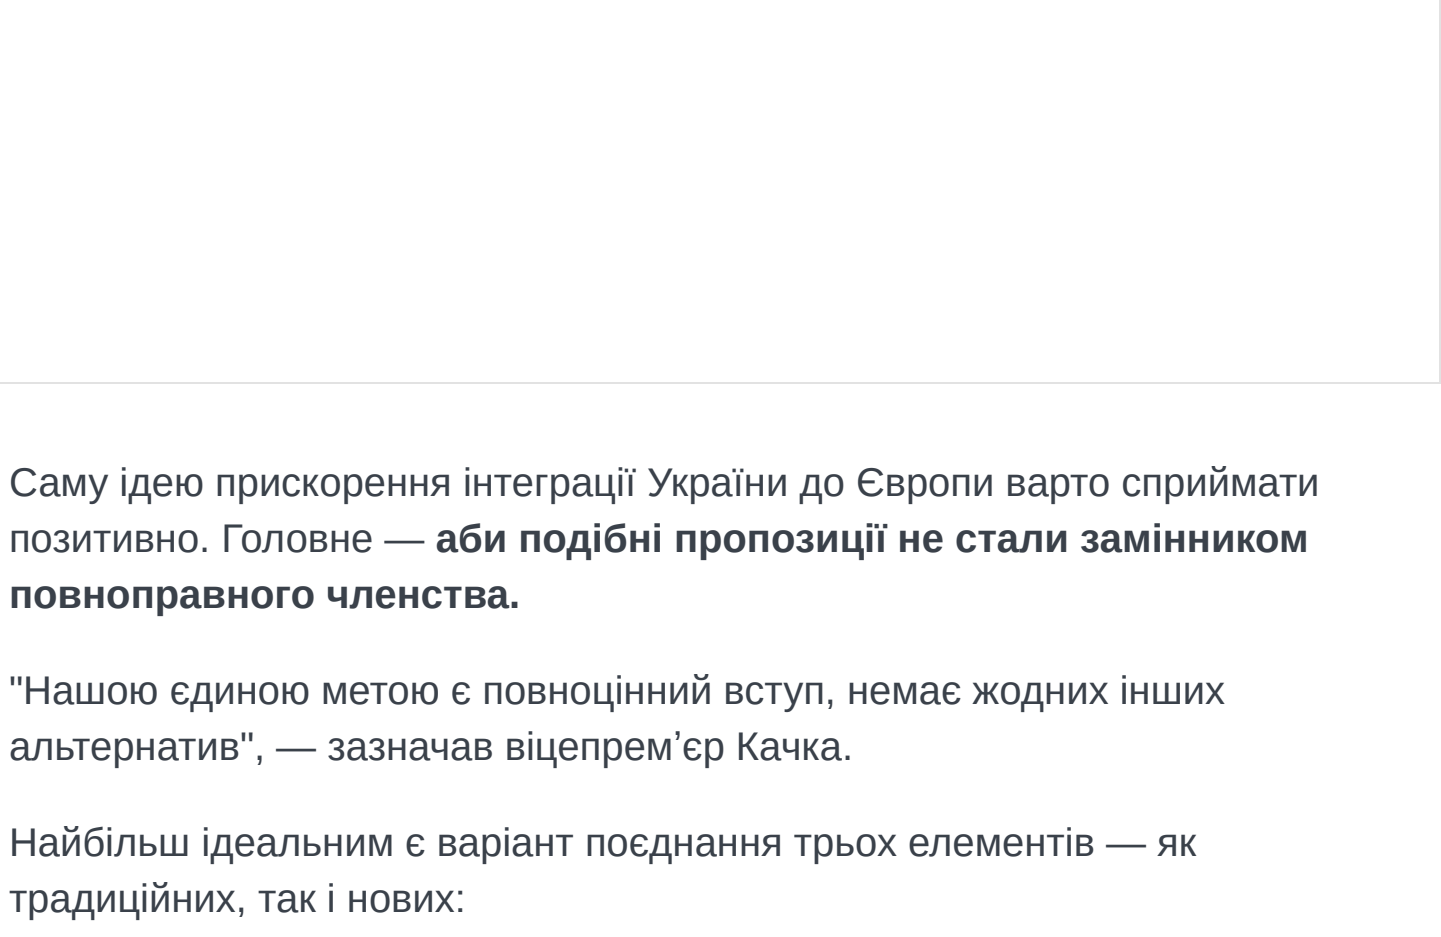 Саму ідею прискорення інтеграції України до Європи варто сприймати
позитивно. Головне — аби подібні пропозиції не стали замінником
повноправного членства.
"Нашою єдиною метою є повноцінний вступ, немає жодних інших
альтернатив", — зазначав віцепрем’єр Качка.
Найбільш ідеальним є варіант поєднання трьох елементів — як
традиційних, так і нових: